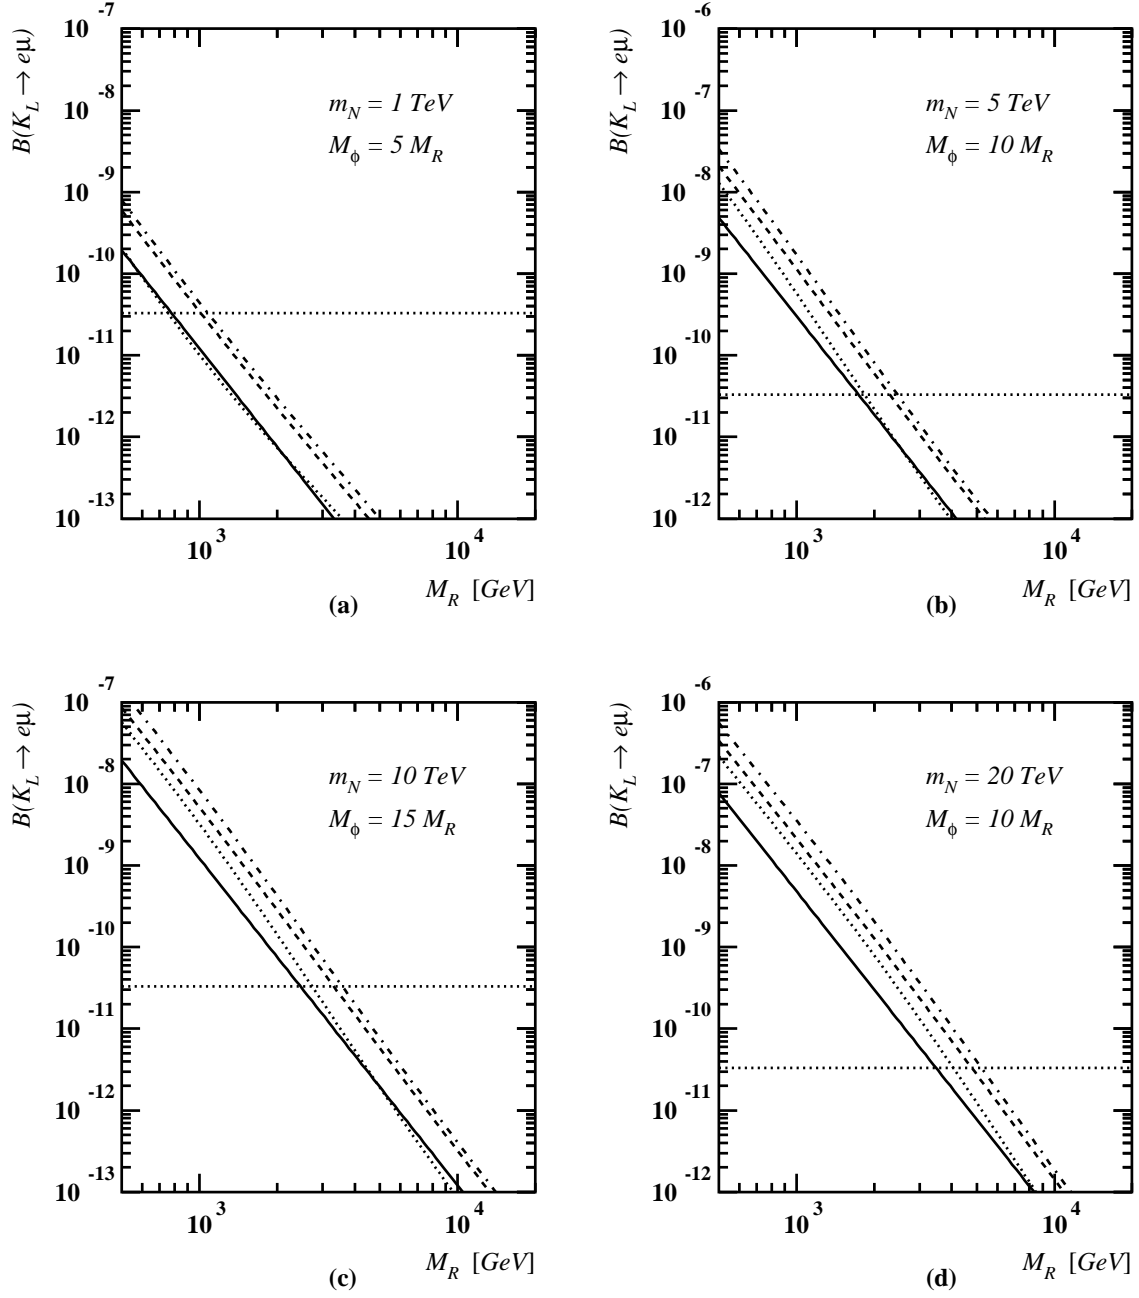 B(K_L → eμ)
10^-7
10^-8
10^-9
10^-10
10^-11
10^-12
10^-13
m_N = 1 TeV
M_ϕ = 5 M_R
10^3
10^4
M_R [GeV]
(a)
B(K_L → eμ)
10^-6
10^-7
10^-8
10^-9
10^-10
10^-11
10^-12
m_N = 5 TeV
M_ϕ = 10 M_R
10^3
10^4
M_R [GeV]
(b)
B(K_L → eμ)
10^-7
10^-8
10^-9
10^-10
10^-11
10^-12
10^-13
m_N = 10 TeV
M_ϕ = 15 M_R
10^3
10^4
M_R [GeV]
(c)
B(K_L → eμ)
10^-6
10^-7
10^-8
10^-9
10^-10
10^-11
10^-12
m_N = 20 TeV
M_ϕ = 10 M_R
10^3
10^4
M_R [GeV]
(d)